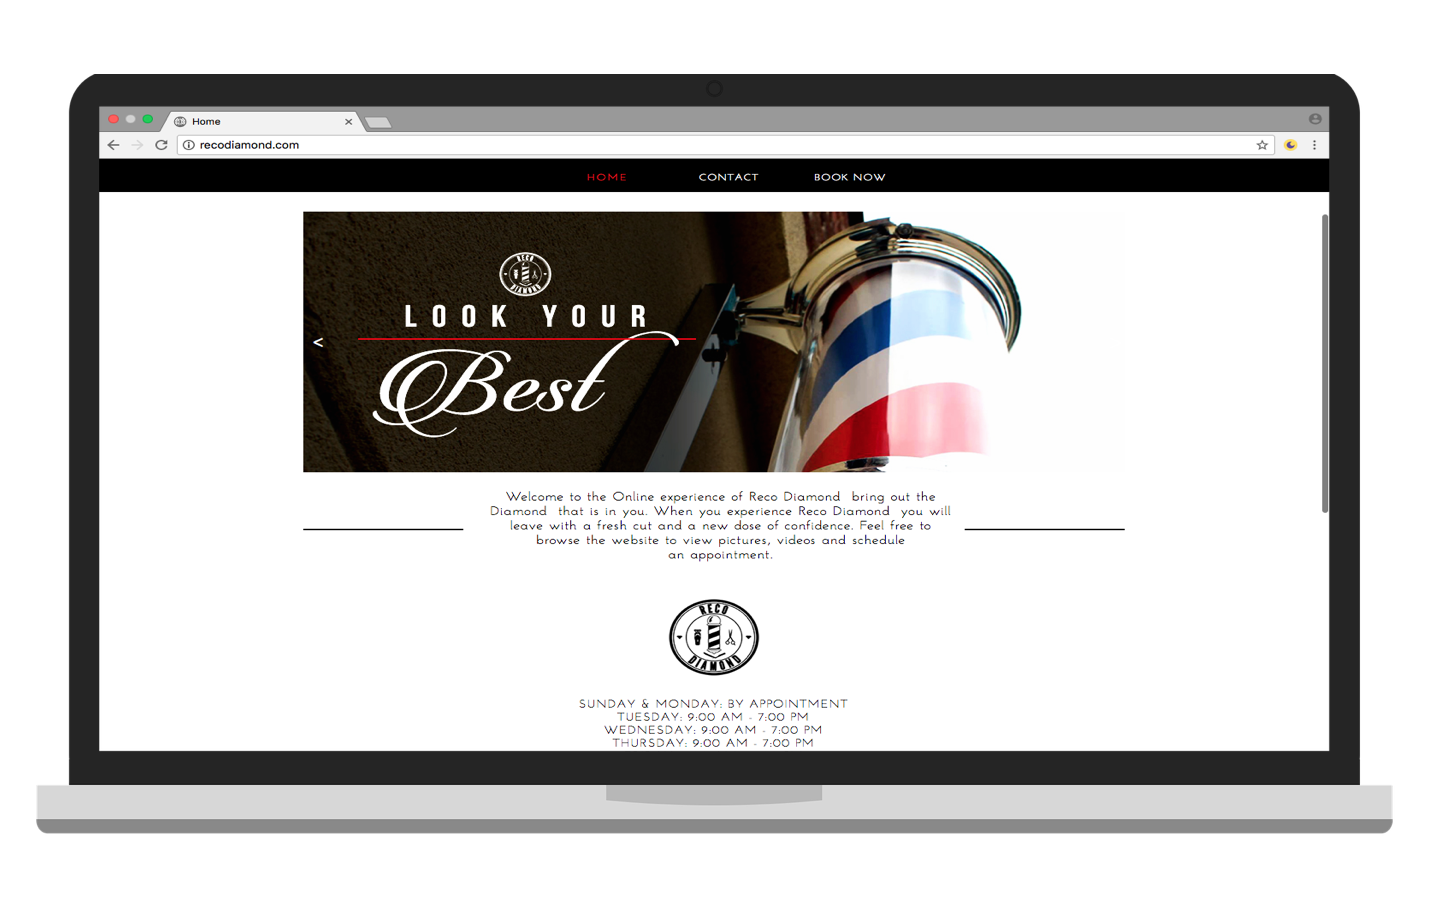 Home
recodiamond.com
HOME CONTACT BOOK NOW
RECO
DIAMOND
LOOK YOUR
Best
<
Welcome to the Online experience of Reco Diamond bring out the
Diamond that is in you. When you experience Reco Diamond you will
leave with a fresh cut and a new dose of confidence. Feel free to
browse the website to view pictures, videos and schedule
an appointment.
RECO
DIAMOND
SUNDAY & MONDAY: BY APPOINTMENT
TUESDAY: 9:00 AM - 7:00 PM
WEDNESDAY: 9:00 AM - 7:00 PM
THURSDAY: 9:00 AM - 7:00 PM